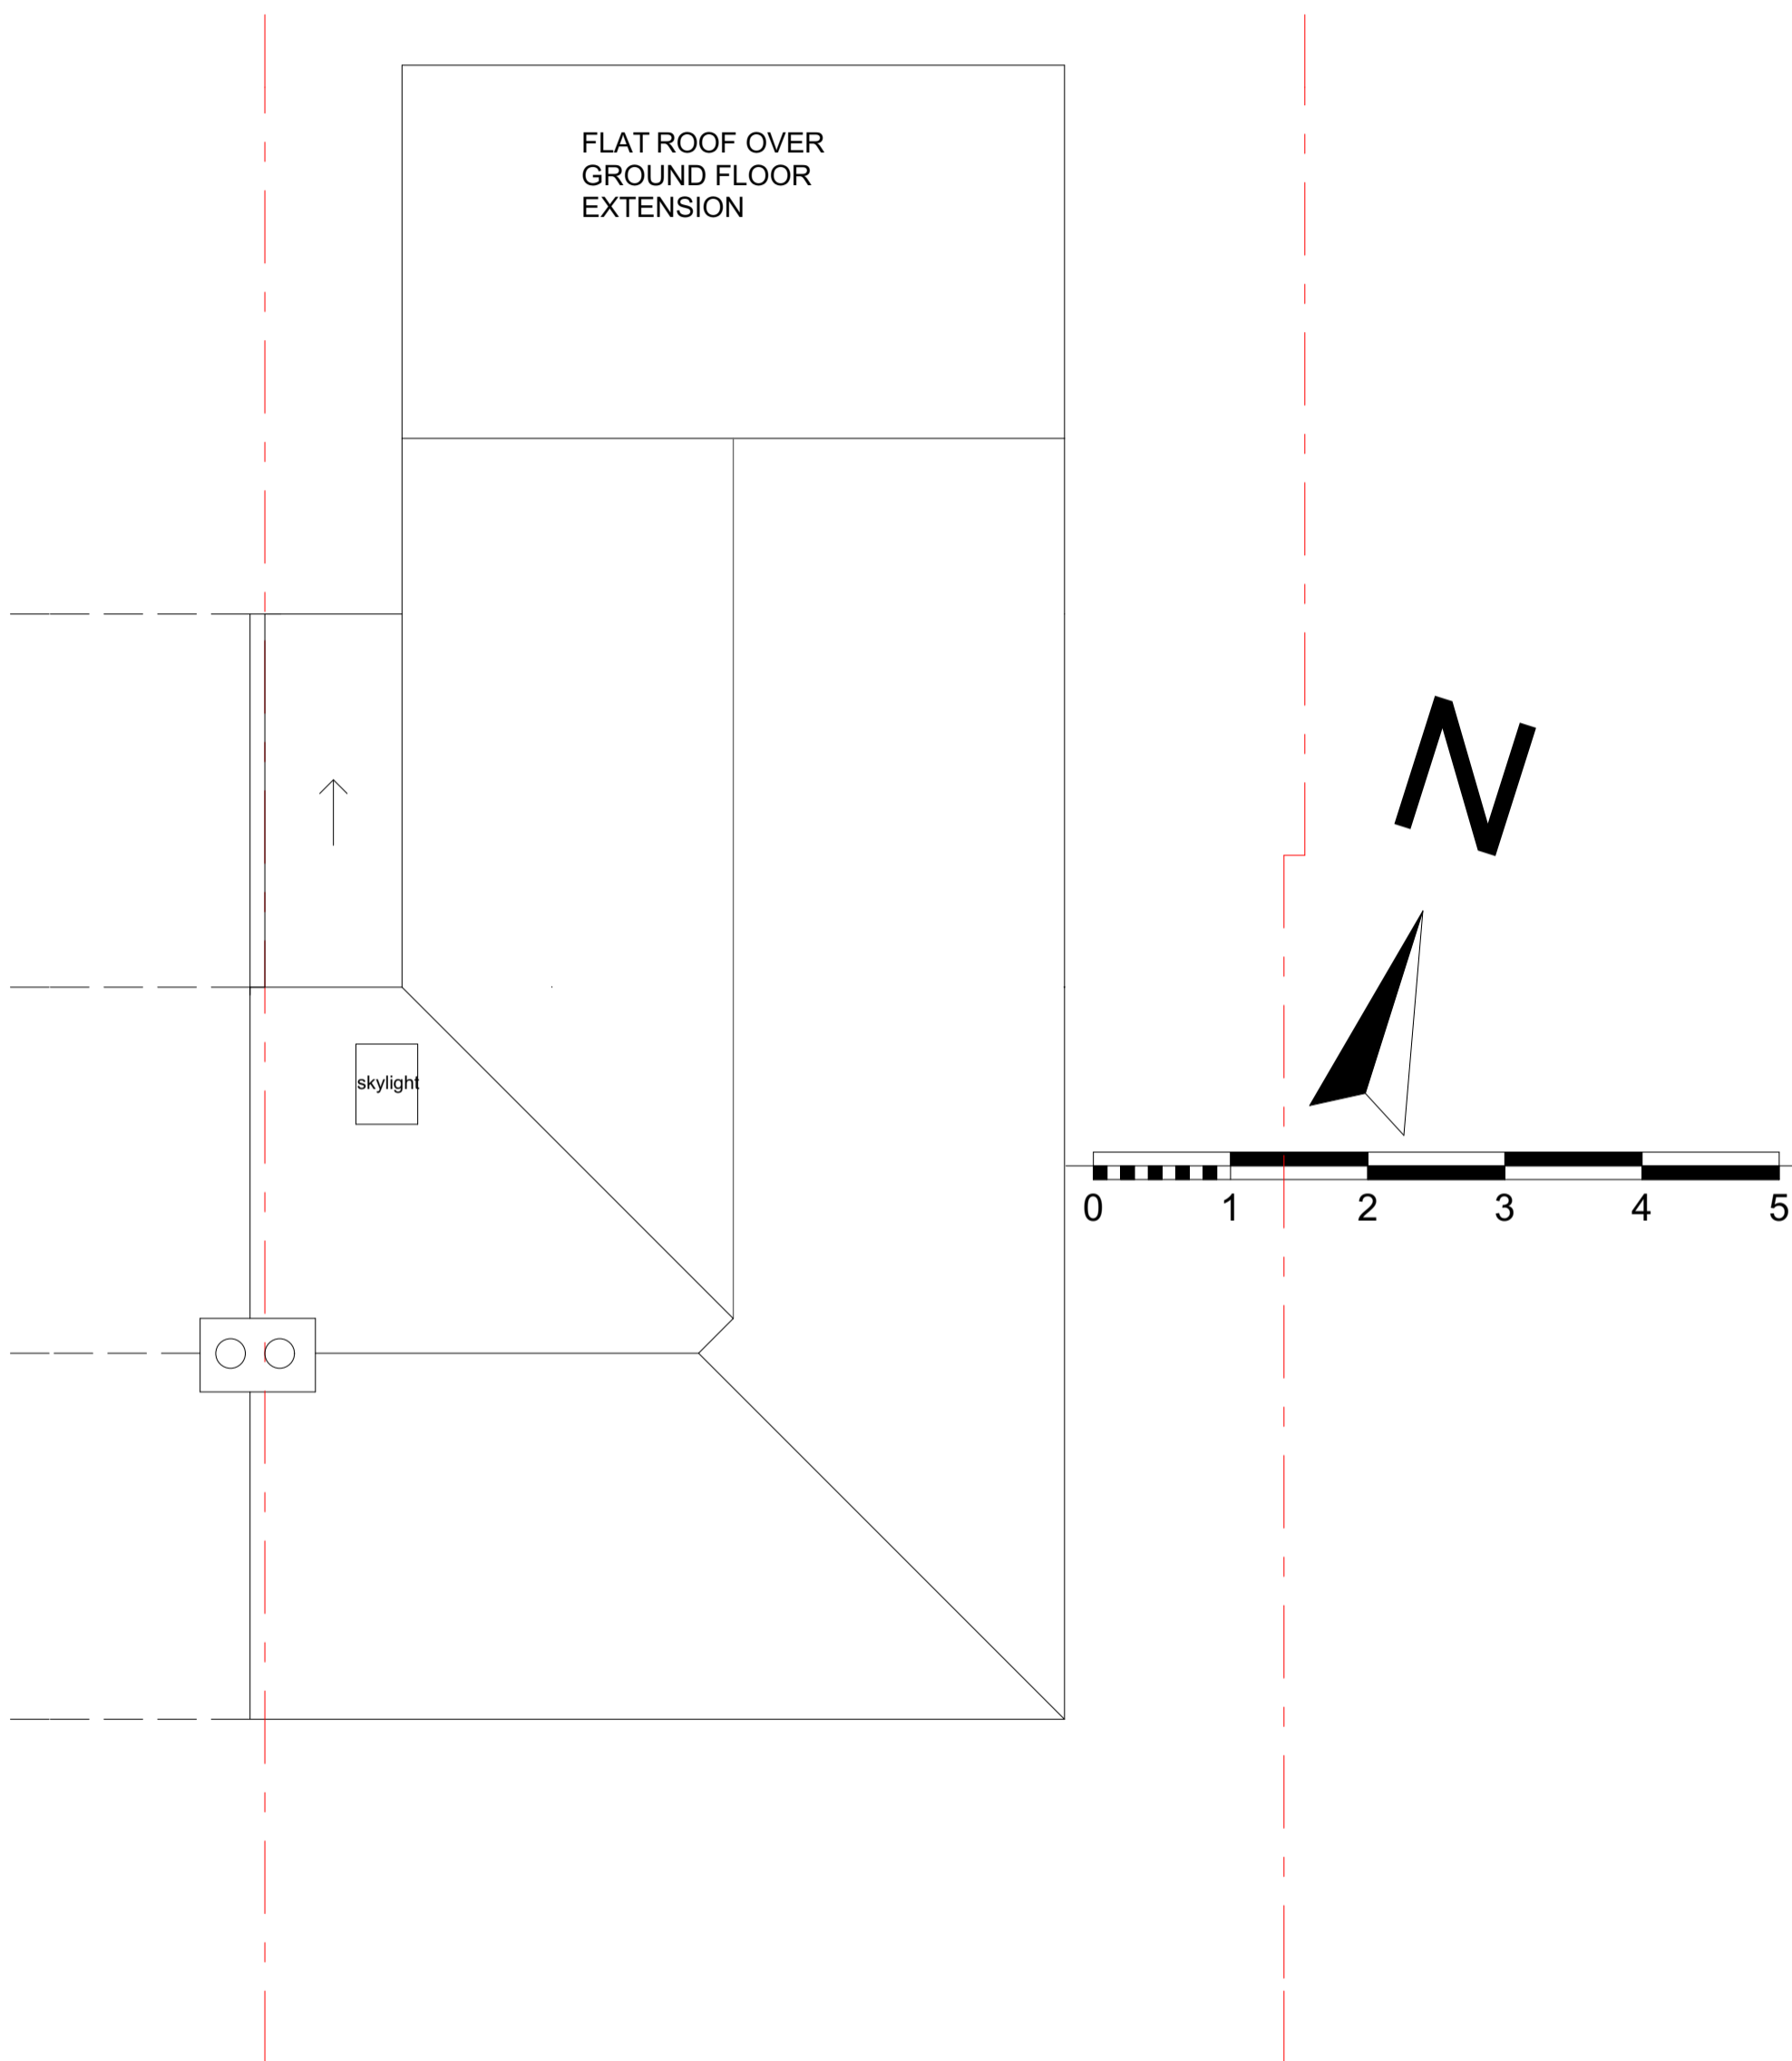 FLAT ROOF OVER
GROUND FLOOR
EXTENSION
N
skylight
0 1 2 3 4 5